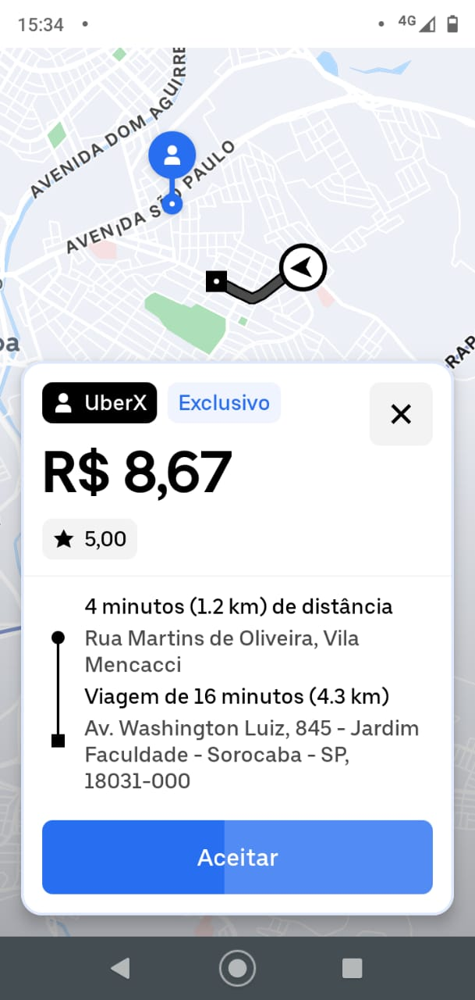 15:34
4G
AVENIDA DOM AGUIRRE
AVENIDA SÃO PAULO
ba
RAP
UberX
Exclusivo
R$ 8,67
5,00
4 minutos (1.2 km) de distância
Rua Martins de Oliveira, Vila
Mencacci
Viagem de 16 minutos (4.3 km)
Av. Washington Luiz, 845 - Jardim
Faculdade - Sorocaba - SP,
18031-000
Aceitar